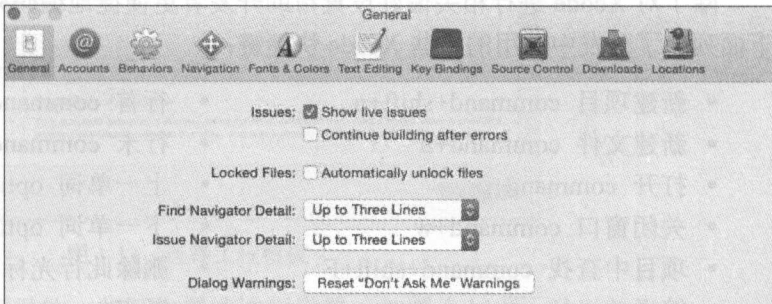 General
General Accounts Behaviors Navigation Fonts & Colors Text Editing Key Bindings Source Control Downloads Locations
Issues: Show live issues
Continue building after errors
Locked Files: Automatically unlock files
Find Navigator Detail: Up to Three Lines
Issue Navigator Detail: Up to Three Lines
Dialog Warnings: Reset "Don't Ask Me" Warnings